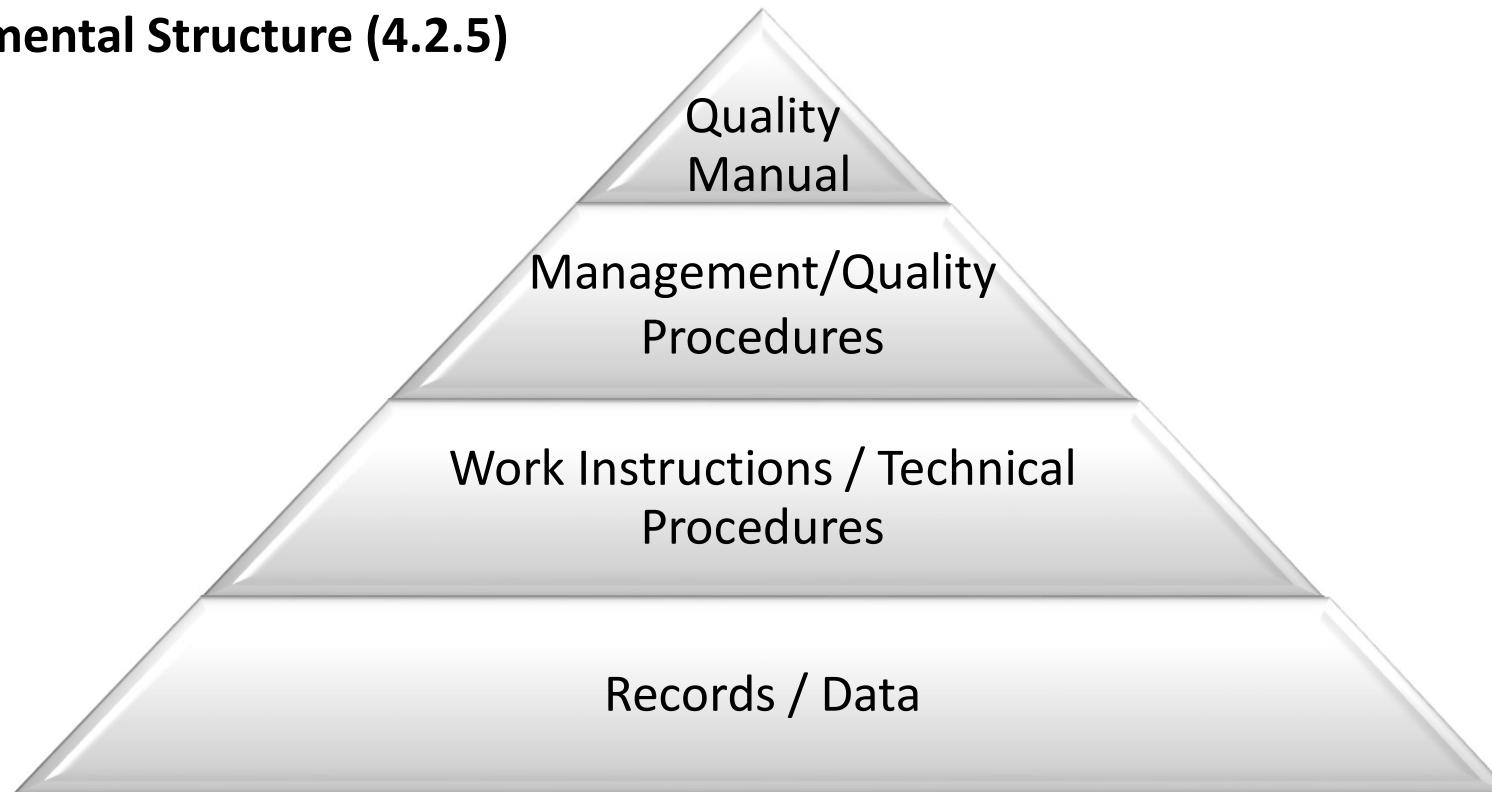 mental Structure (4.2.5)
Quality
Manual
Management/Quality
Procedures
Work Instructions / Technical
Procedures
Records / Data